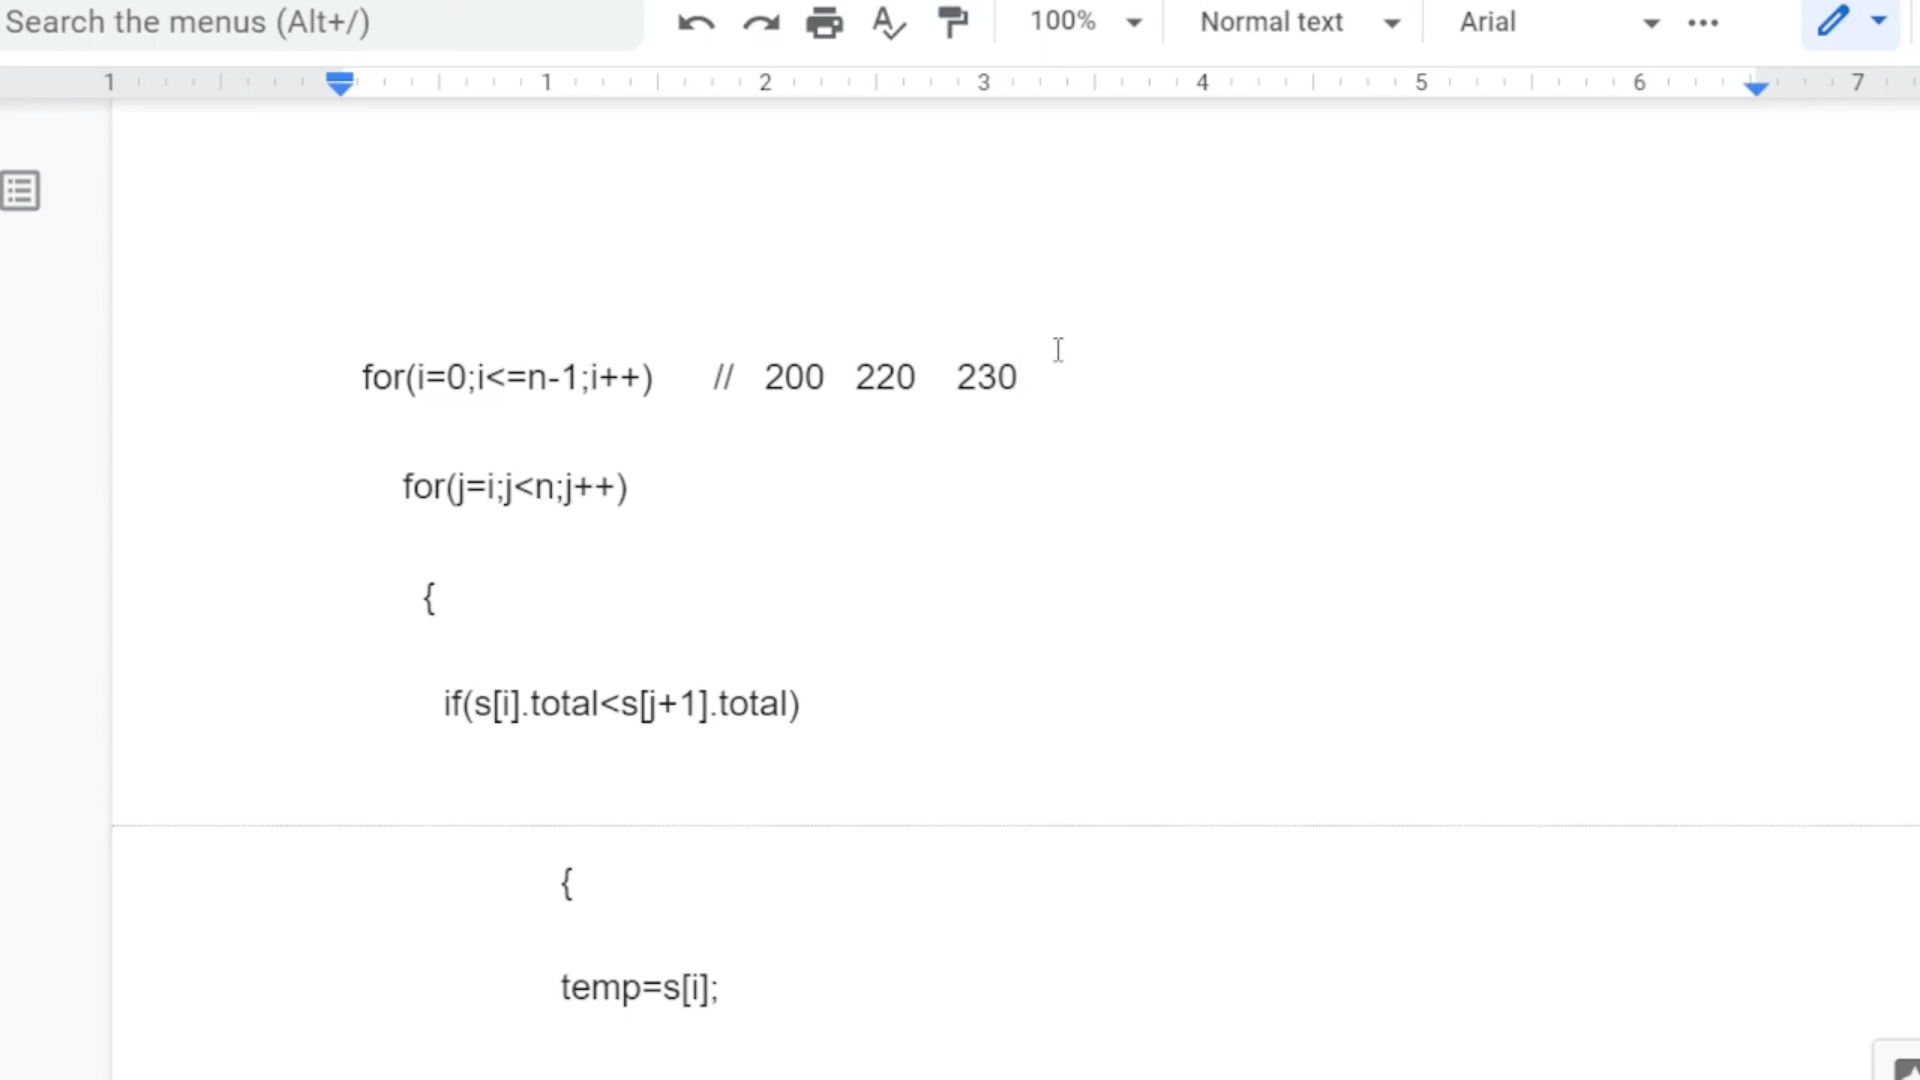 Search the menus (Alt+/) 100% Normal text Arial
1 1 2 3 4 5 6 7
for(i=0;i<=n-1;i++) // 200 220 230
for(j=i;j<n;j++)
{
if(s[i].total<s[j+1].total)
{
temp=s[i];